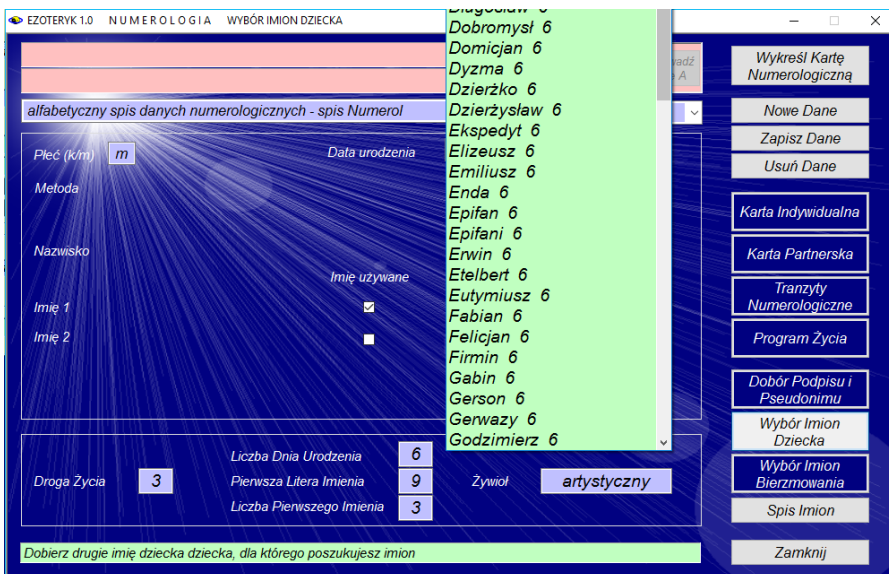 EZOTERYK 1.0 N U M E R O L O G I A WYBÓR IMION DZIECKA
alfabetyczny spis danych numerologicznych - spis Numerol
Płeć (k/m) m
Data urodzenia
Metoda
Nazwisko
Imię używane
Imię 1
Imię 2
Dobromysł 6
Domicjan 6
Dyzma 6
Dzierżko 6
Dzierżysław 6
Ekspedyt 6
Elizeusz 6
Emiliusz 6
Enda 6
Epifan 6
Epifani 6
Erwin 6
Etelbert 6
Eutymiusz 6
Fabian 6
Felicjan 6
Firmin 6
Gabin 6
Gerson 6
Gerwazy 6
Godzimierz 6
Droga Życia 3
Liczba Dnia Urodzenia 6
Pierwsza Litera Imienia 9
Liczba Pierwszego Imienia 3
Żywioł artystyczny
Dobierz drugie imię dziecka dziecka, dla którego poszukujesz imion
Wykreśl Kartę
Numerologiczną
Nowe Dane
Zapisz Dane
Usuń Dane
Karta Indywidualna
Karta Partnerska
Tranzyty
Numerologiczne
Program Życia
Dobór Podpisu i
Pseudonimu
Wybór Imion
Dziecka
Wybór Imion
Bierzmowania
Spis Imion
Zamknij